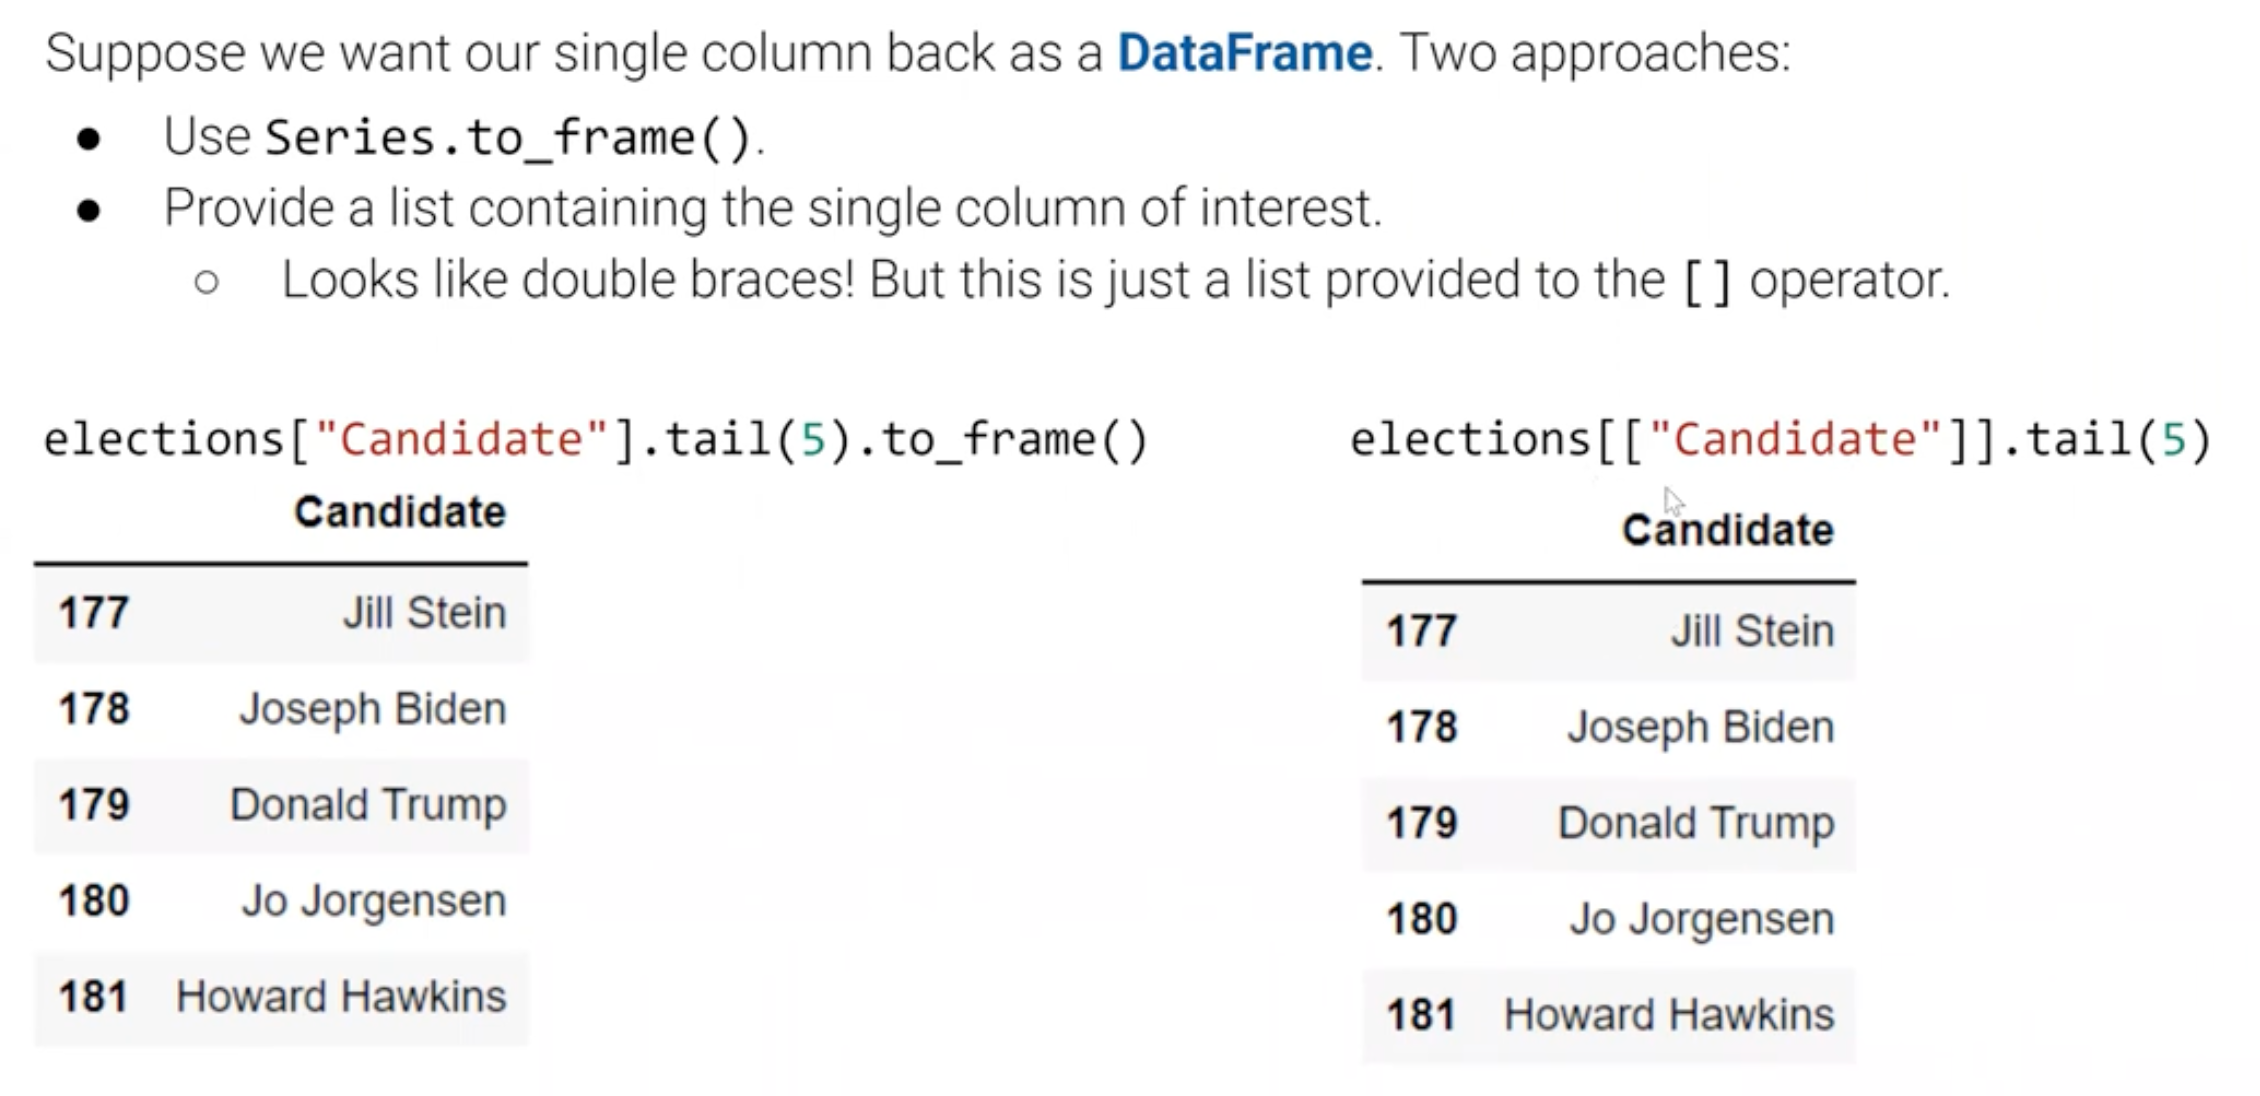 Suppose we want our single column back as a DataFrame. Two approaches:
● Use Series.to_frame().
● Provide a list containing the single column of interest.
○ Looks like double braces! But this is just a list provided to the [] operator.
elections["Candidate"].tail(5).to_frame()
Candidate
177 Jill Stein
178 Joseph Biden
179 Donald Trump
180 Jo Jorgensen
181 Howard Hawkins
elections[["Candidate"]].tail(5)
Candidate
177 Jill Stein
178 Joseph Biden
179 Donald Trump
180 Jo Jorgensen
181 Howard Hawkins